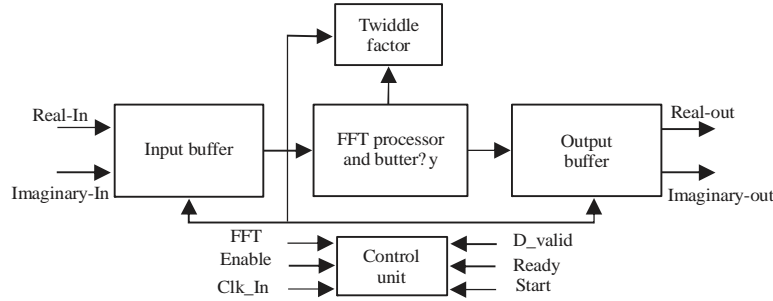 Twiddle
factor
Real-In
Imaginary-In
Input buffer
FFT processor
and butter?y
Output
buffer
Real-out
Imaginary-out
FFT
Enable
Clk_In
Control
unit
D_valid
Ready
Start